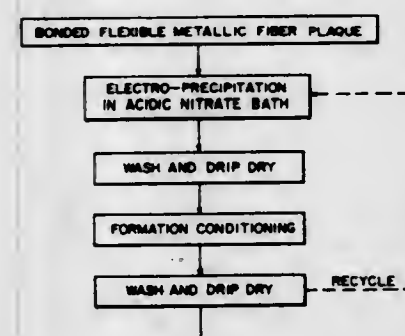 BONDED FLEXIBLE METALLIC FIBER PLAQUE
ELECTRO-PRECIPITATION
IN ACIDIC NITRATE BATH
WASH AND DRIP DRY
FORMATION CONDITIONING
WASH AND DRIP DRY
RECYCLE